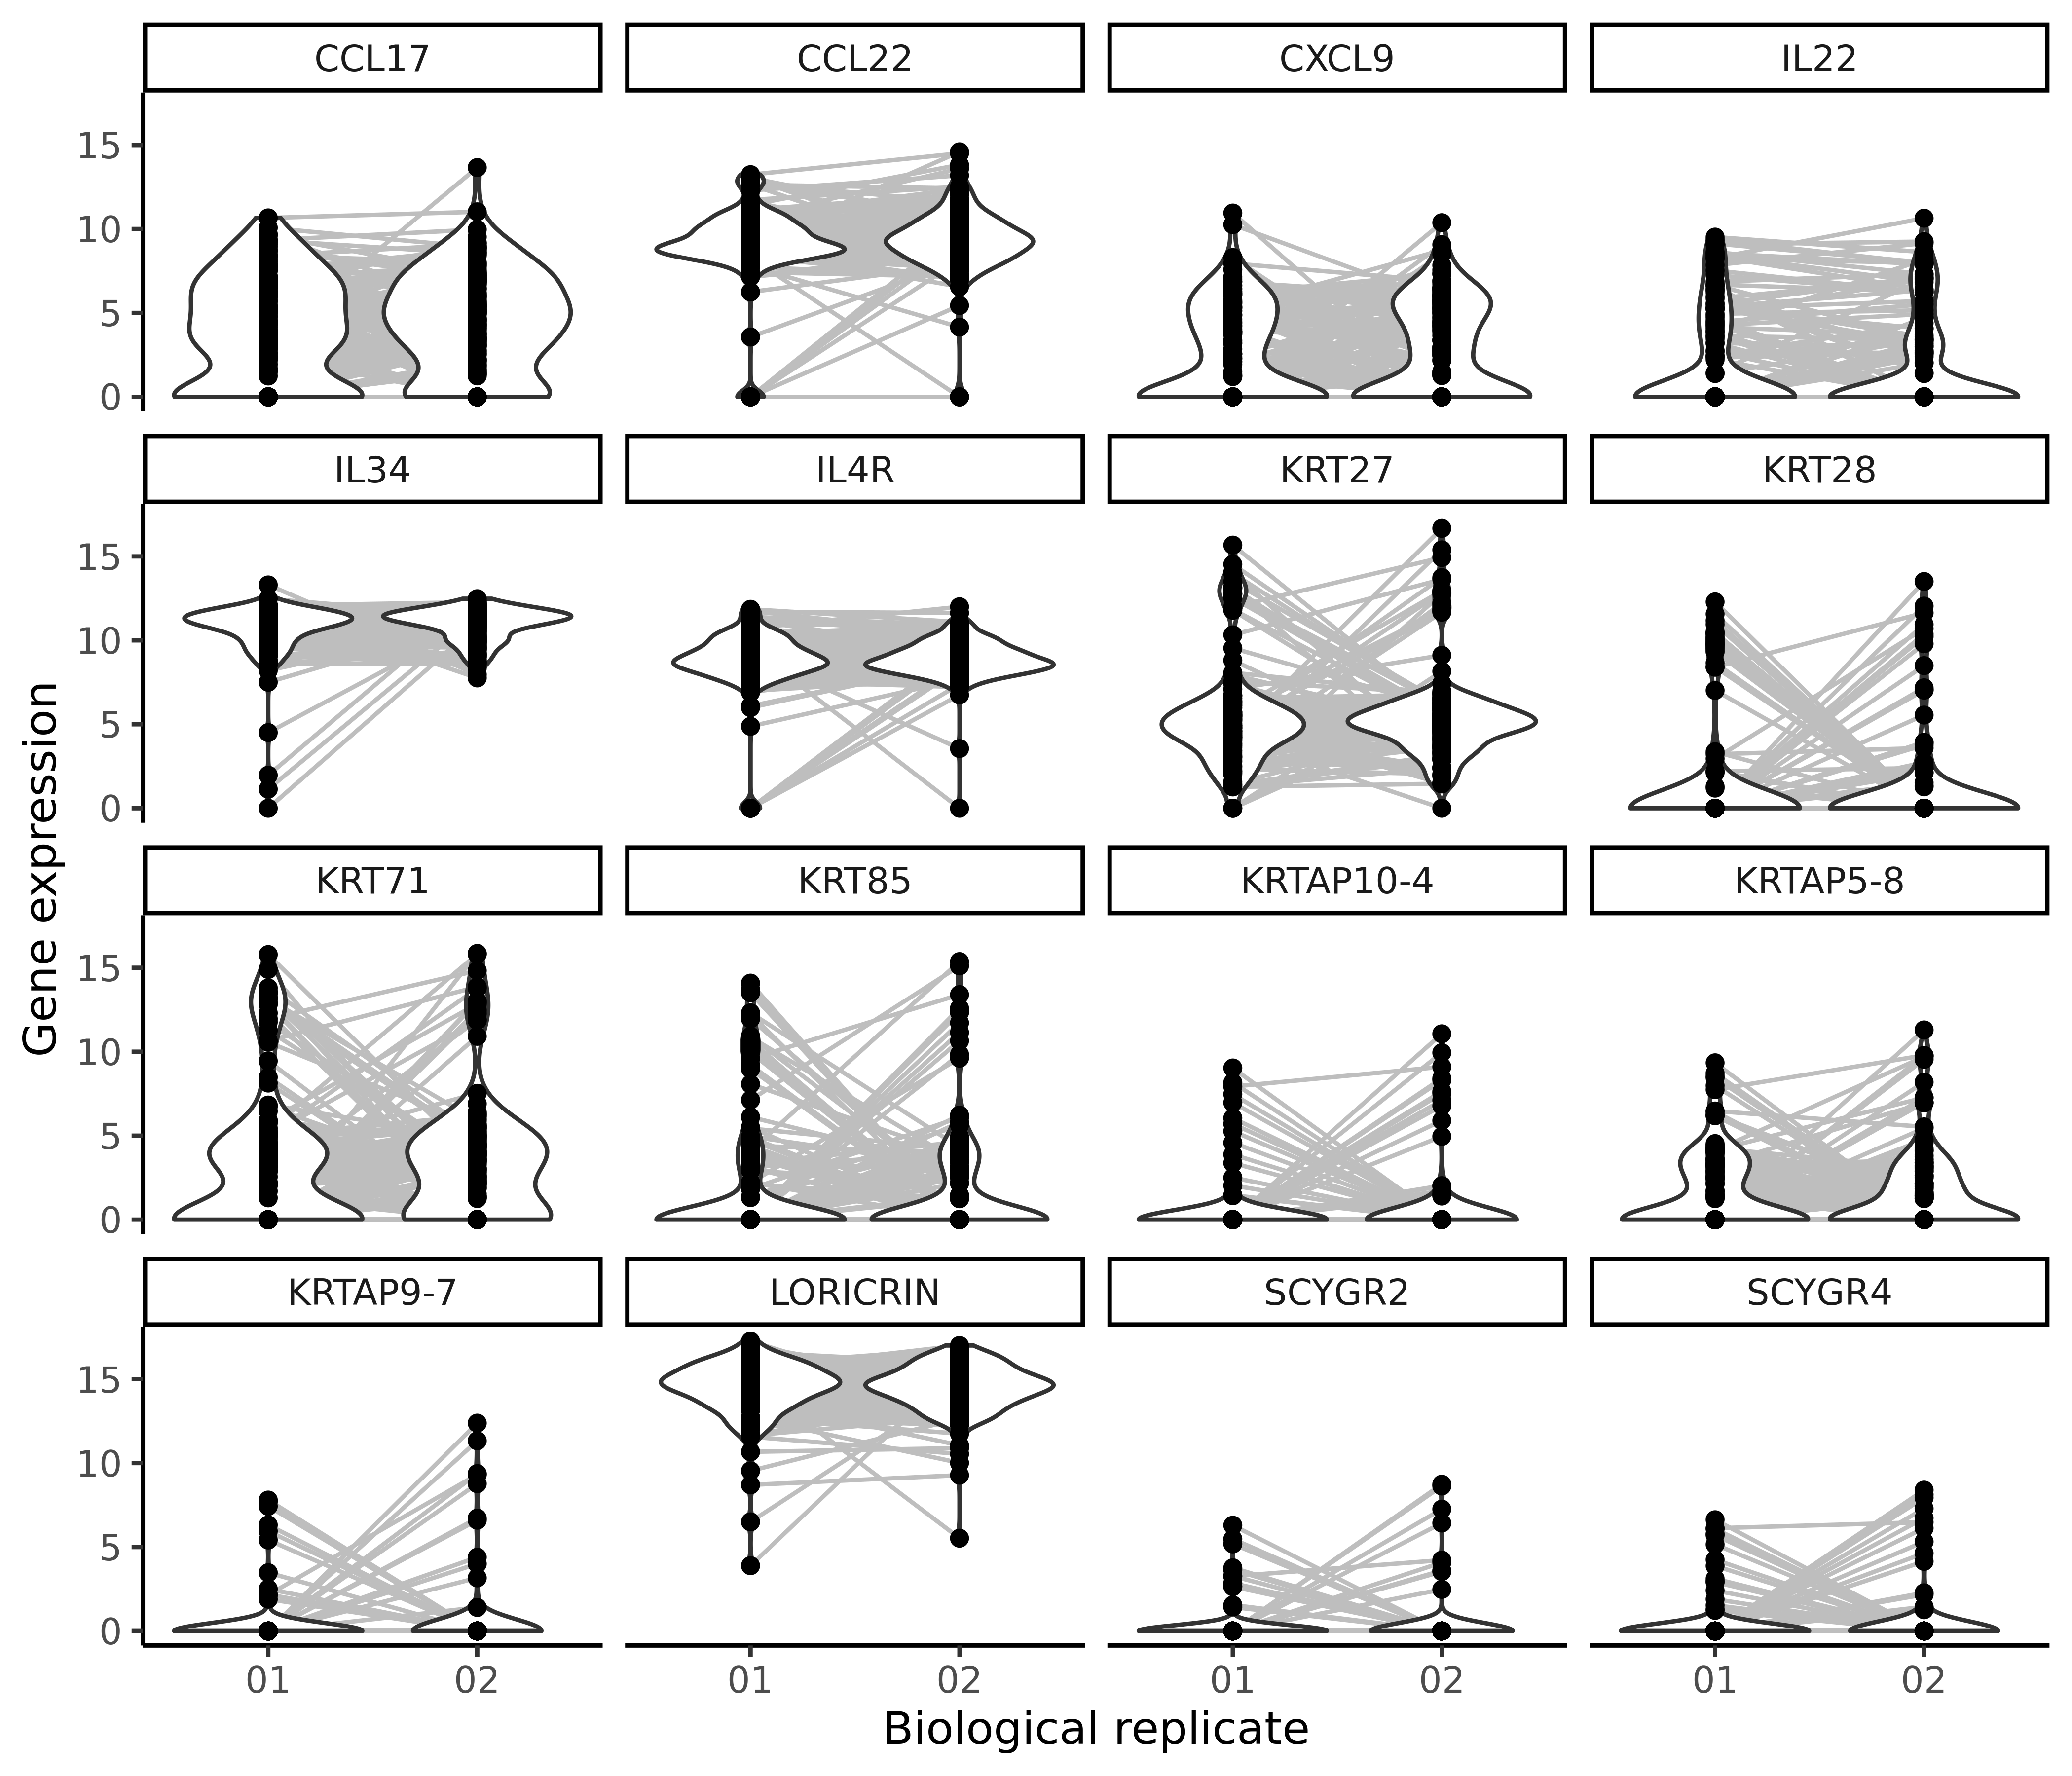 CCL17 CCL22 CXCL9 IL22
15
10
5
0
IL34 IL4R KRT27 KRT28
15
10
5
0
KRT71 KRT85 KRTAP10-4 KRTAP5-8
15
10
5
0
KRTAP9-7 LORICRIN SCYGR2 SCYGR4
15
10
5
0
01 02 01 02 01 02 01 02
Gene expression
Biological replicate